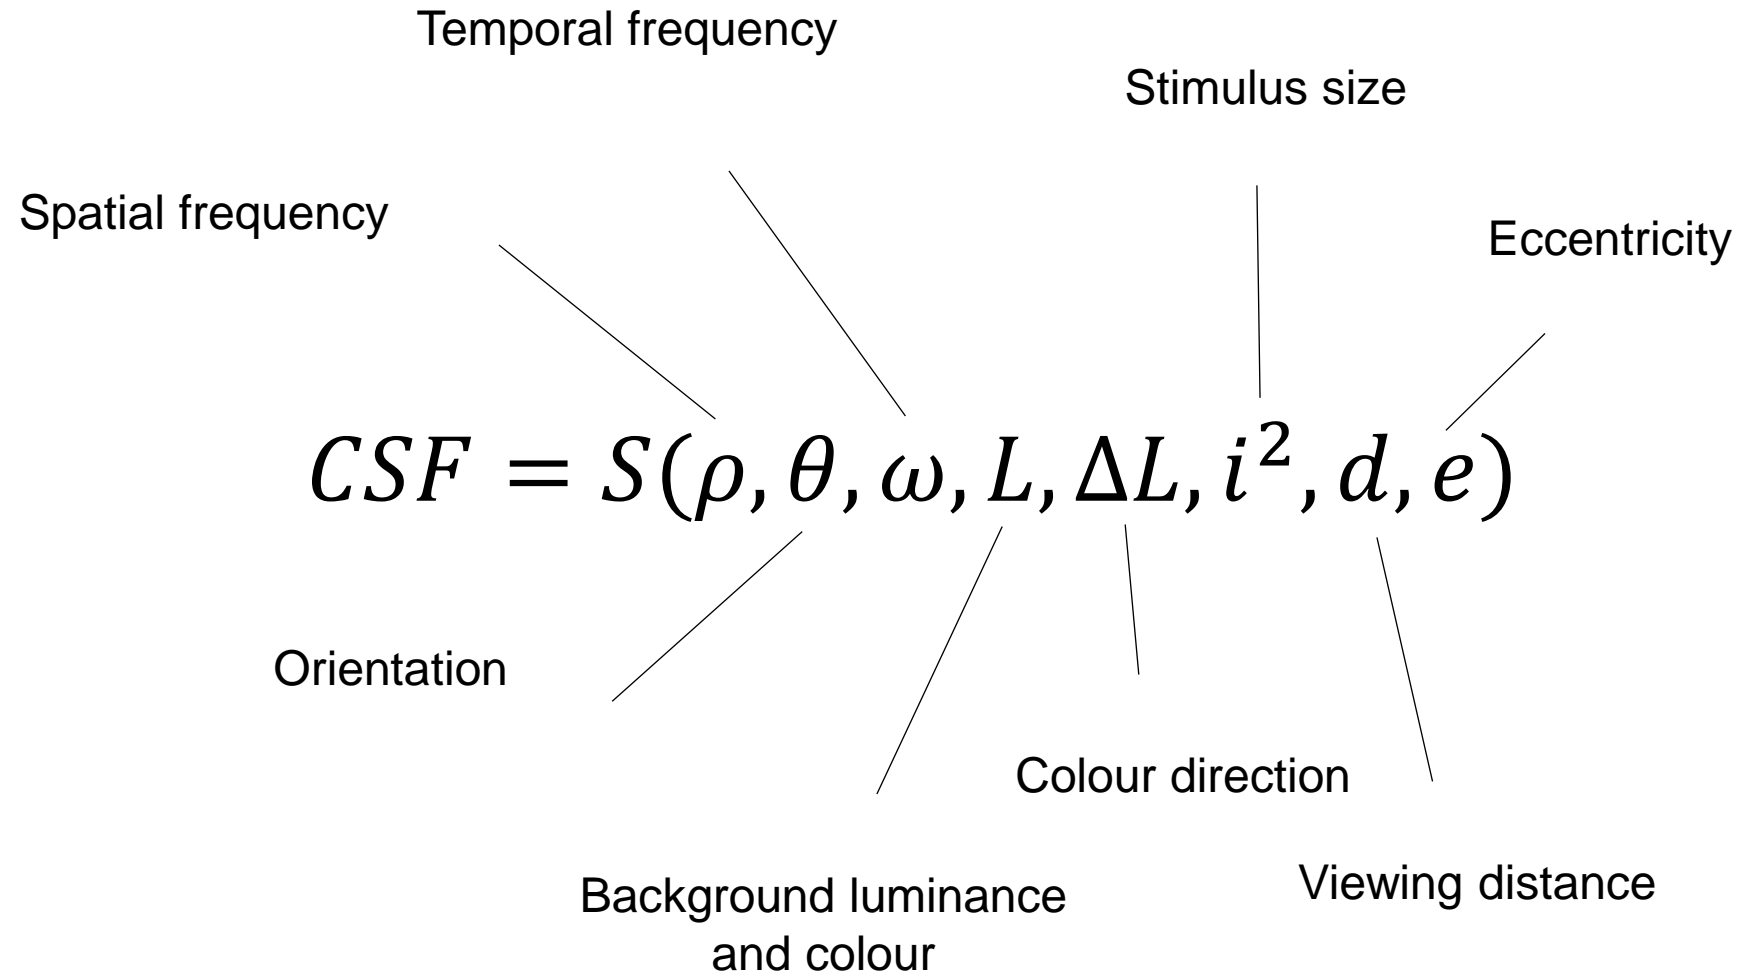 Temporal frequency
Stimulus size
Spatial frequency
Eccentricity
CSF = S(ρ, θ, ω, L, ΔL, i², d, e)
Orientation
Colour direction
Background luminance
and colour
Viewing distance